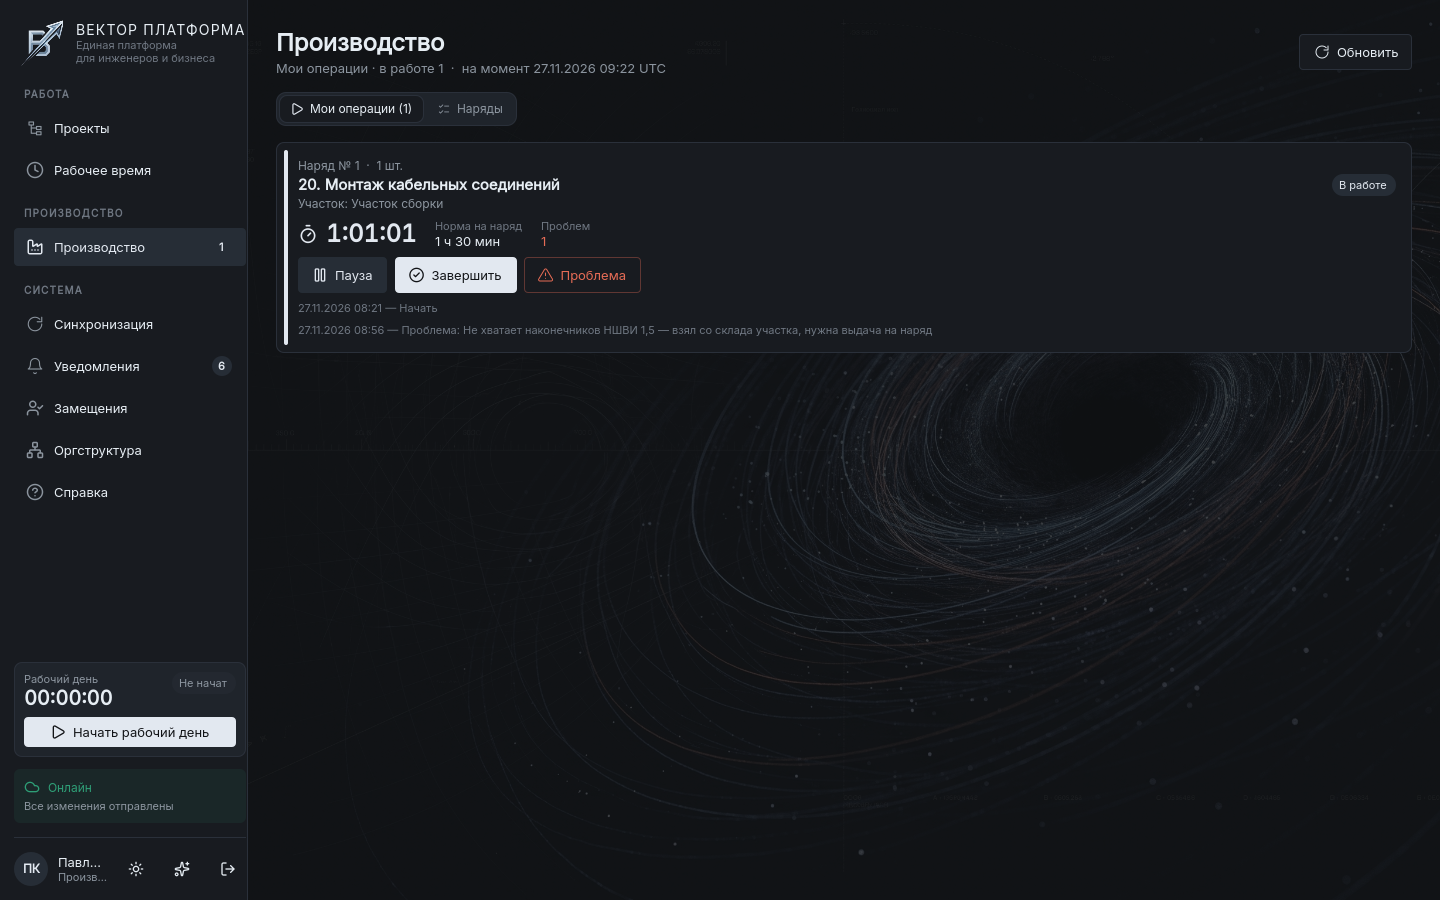 ВЕКТОР ПЛАТФОРМА
Единая платформа
для инженеров и бизнеса
РАБОТА
Проекты
Рабочее время
ПРОИЗВОДСТВО
Производство 1
СИСТЕМА
Синхронизация
Уведомления 6
Замещения
Оргструктура
Справка
Рабочий день
Не начат
00:00:00
Начать рабочий день
Онлайн
Все изменения отправлены
ПК
Павл...
Произв...
Производство
Мои операции · в работе 1 · на момент 27.11.2026 09:22 UTC
Обновить
Мои операции (1)
Наряды
Наряд № 1 · 1 шт.
20. Монтаж кабельных соединений
Участок: Участок сборки
В работе
1:01:01
Норма на наряд
1 ч 30 мин
Проблем
1
Пауза
Завершить
Проблема
27.11.2026 08:21 — Начать
27.11.2026 08:56 — Проблема: Не хватает наконечников НШВИ 1,5 — взял со склада участка, нужна выдача на наряд